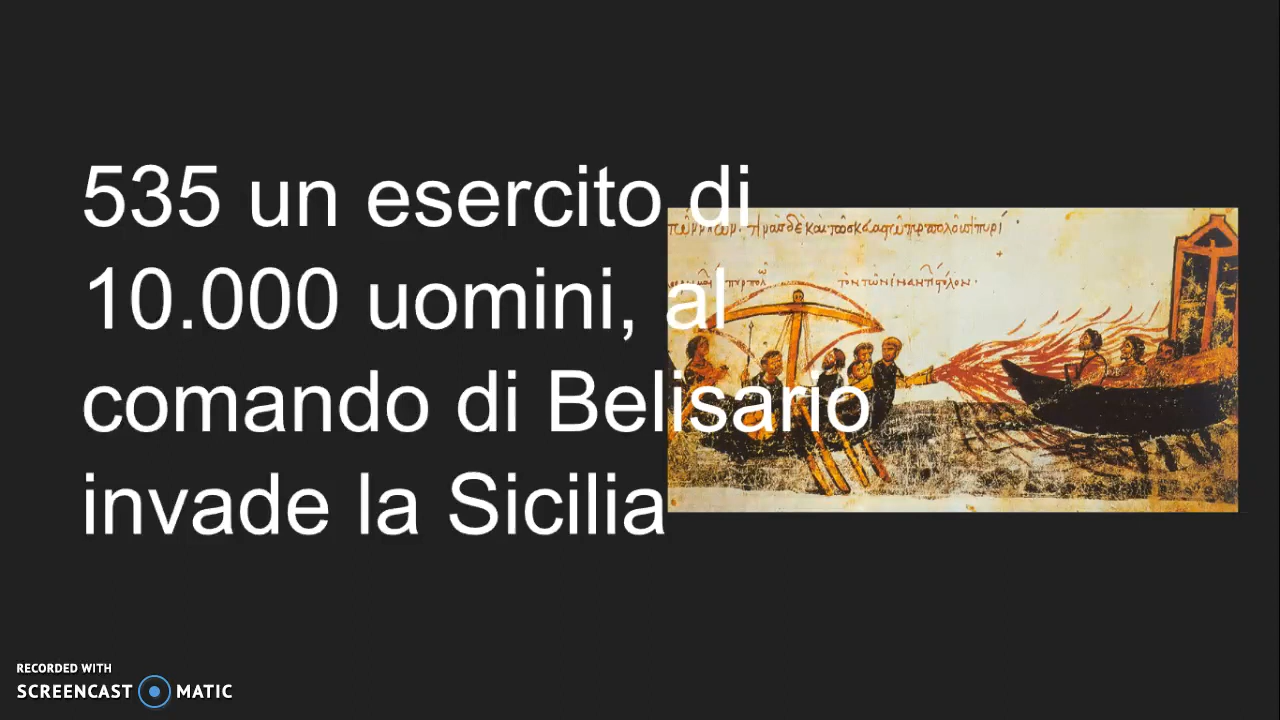 535 un esercito di
10.000 uomini, al
comando di Belisario
invade la Sicilia
RECORDED WITH
SCREENCAST MATIC